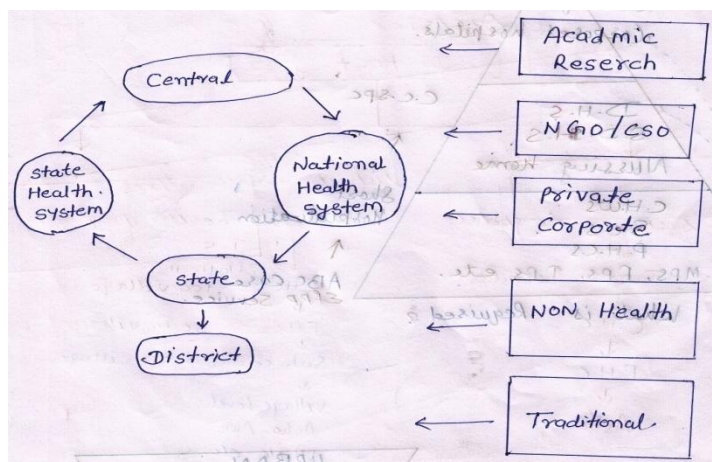 Acadmic
Reserch
Central
NGO/CSO
State
Health
system
National
Health
system
Private
Corporate
state
NON Health
District
Traditional